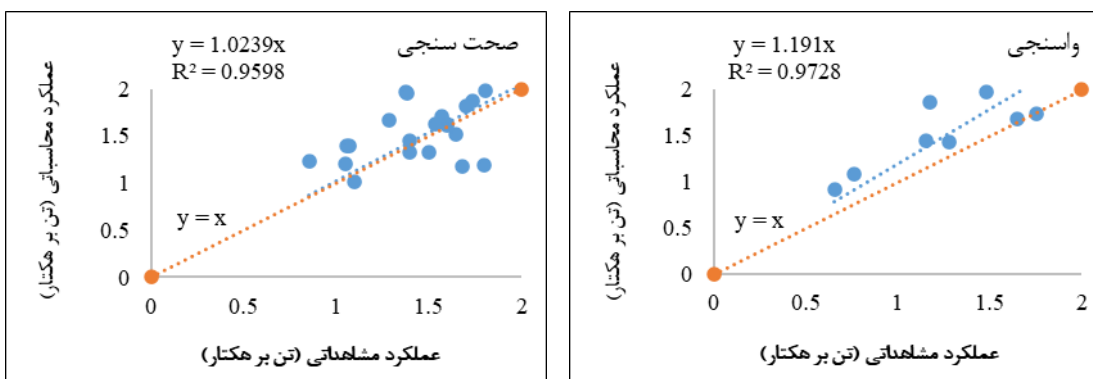 صحت سنجی
y = 1.0239x
R² = 0.9598
عملکرد محاسباتی (تن بر هکتار)
2
1.5
1
0.5
0
y = x
0 0.5 1 1.5 2
عملکرد مشاهداتی (تن بر هکتار)
واسنجی
y = 1.191x
R² = 0.9728
عملکرد محاسباتی (تن بر هکتار)
2
1.5
1
0.5
0
y = x
0 0.5 1 1.5 2
عملکرد مشاهداتی (تن بر هکتار)